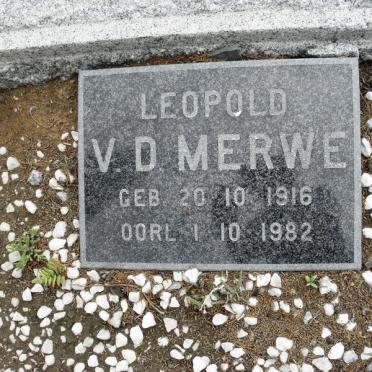 LEOPOLD
V.D. MERWE
GEB 20 10 1916
OORL 1 10 1982